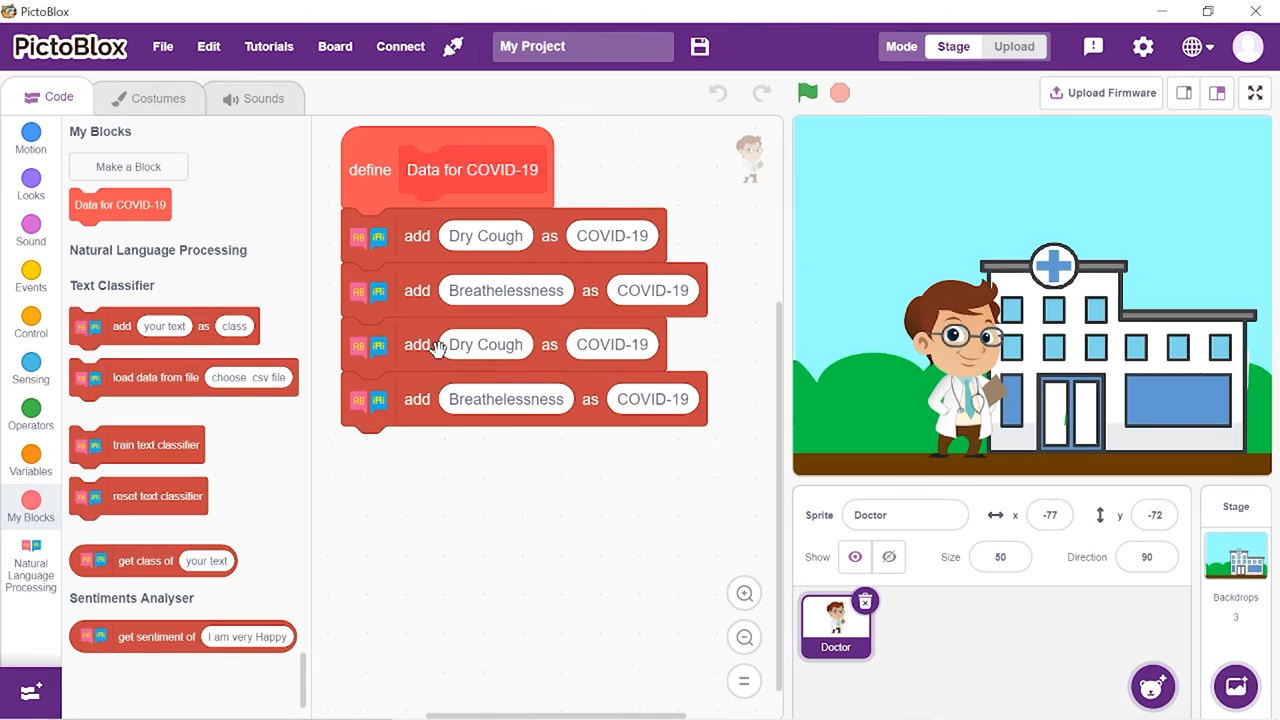 PictoBlox
PictoBlox File Edit Tutorials Board Connect My Project Mode Stage Upload
Code Costumes Sounds Upload Firmware
Motion
Looks
Sound
Events
Control
Sensing
Operators
Variables
My Blocks
Natural
Language
Processing
My Blocks
Make a Block
Data for COVID-19
Natural Language Processing
Text Classifier
add your text as class
load data from file choose csv file
train text classifier
reset text classifier
get class of your text
Sentiments Analyser
get sentiment of I am very Happy
define Data for COVID-19
add Dry Cough as COVID-19
add Breathelessness as COVID-19
add Dry Cough as COVID-19
add Breathelessness as COVID-19
Sprite Doctor x -77 y -72
Show Size 50 Direction 90
Doctor
Stage
Backdrops
3